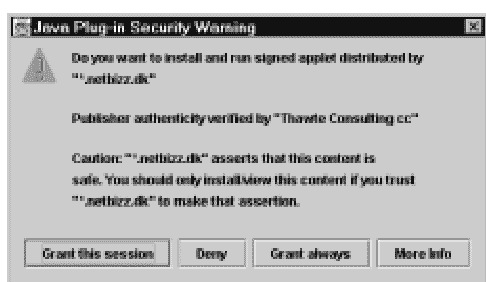 Java Plug-in Security Warning
Do you want to install and run signed applet distributed by
"*.netbizz.dk"
Publisher authenticity verified by "Thawte Consulting cc"
Caution: "*.netbizz.dk" asserts that this content is
safe. You should only install/view this content if you trust
"*.netbizz.dk" to make that assertion.
Grant this session Deny Grant always More Info